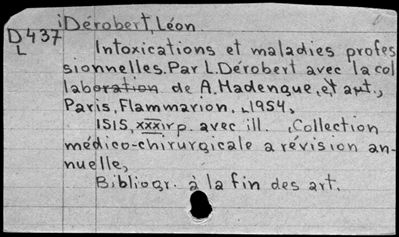 Dérobert, Léon
D437
L
Intoxications et maladies profes
sionnelles. Par L. Dérobert avec la col
laboration de A. Hadengue, et aut.,
Paris, Flammarion, 1954,
1515, xxxiv p. avec ill. Collection
médico-chirurgicale a révision an-
nuelle,
Bibliogr. à la fin des art.